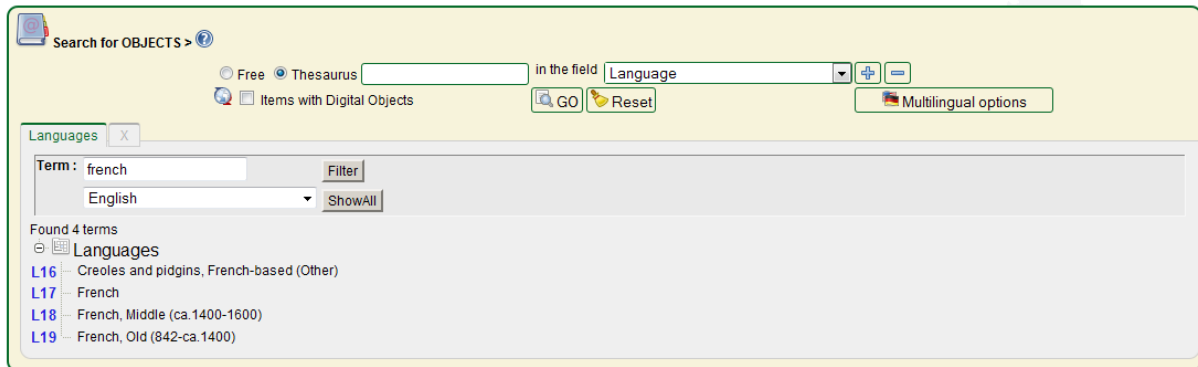 Search for OBJECTS >
Free Thesaurus in the field Language
Items with Digital Objects GO Reset Multilingual options
Languages X
Term : french Filter
English ShowAll
Found 4 terms
Languages
L16 Creoles and pidgins, French-based (Other)
L17 French
L18 French, Middle (ca.1400-1600)
L19 French, Old (842-ca.1400)